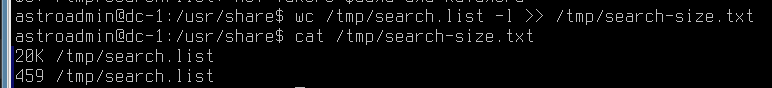 astroadmin@dc-1:/usr/share$ wc /tmp/search.list -l >> /tmp/search-size.txt
astroadmin@dc-1:/usr/share$ cat /tmp/search-size.txt
20K /tmp/search.list
459 /tmp/search.list